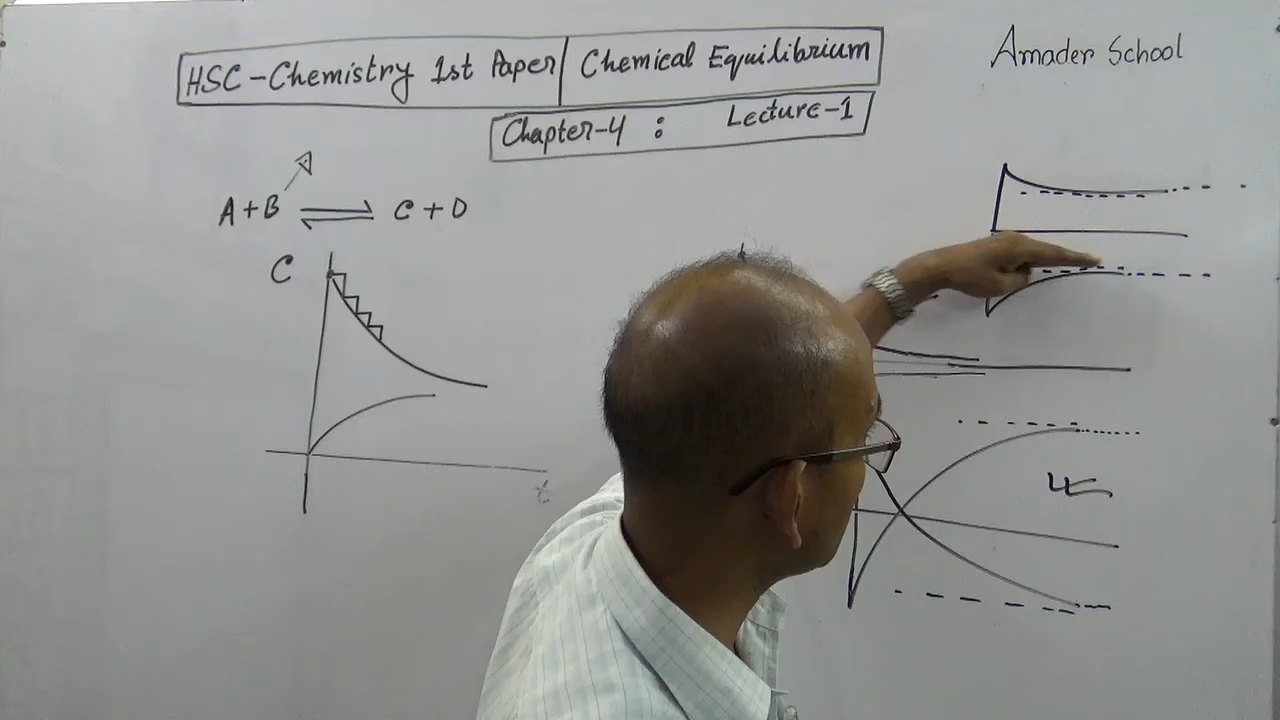 HSC-Chemistry 1st Paper Chemical Equilibrium
Amader School
Chapter-4 : Lecture-1
A+B ⇌ C+D
C
t